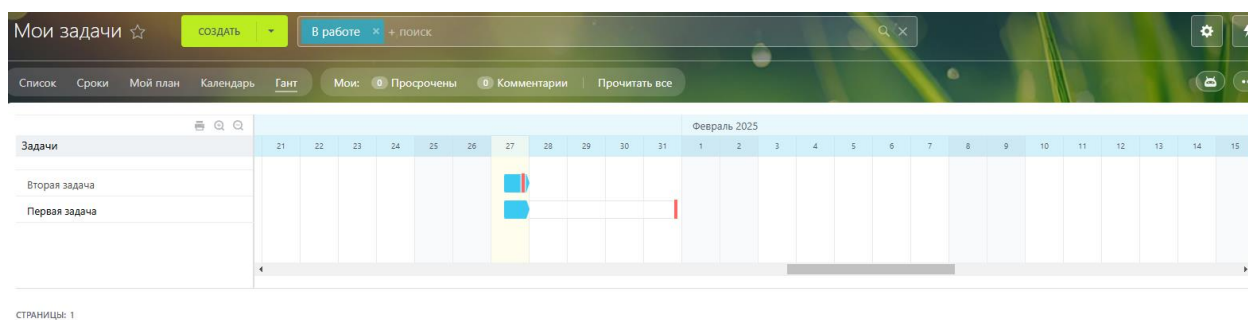 Мои задачи СОЗДАТЬ В работе × + поиск
Список Сроки Мой план Календарь Гант Мои: 0 Просрочены 0 Комментарии Прочитать все
Февраль 2025
Задачи 21 22 23 24 25 26 27 28 29 30 31 1 2 3 4 5 6 7 8 9 10 11 12 13 14 15
Вторая задача
Первая задача
СТРАНИЦЫ: 1